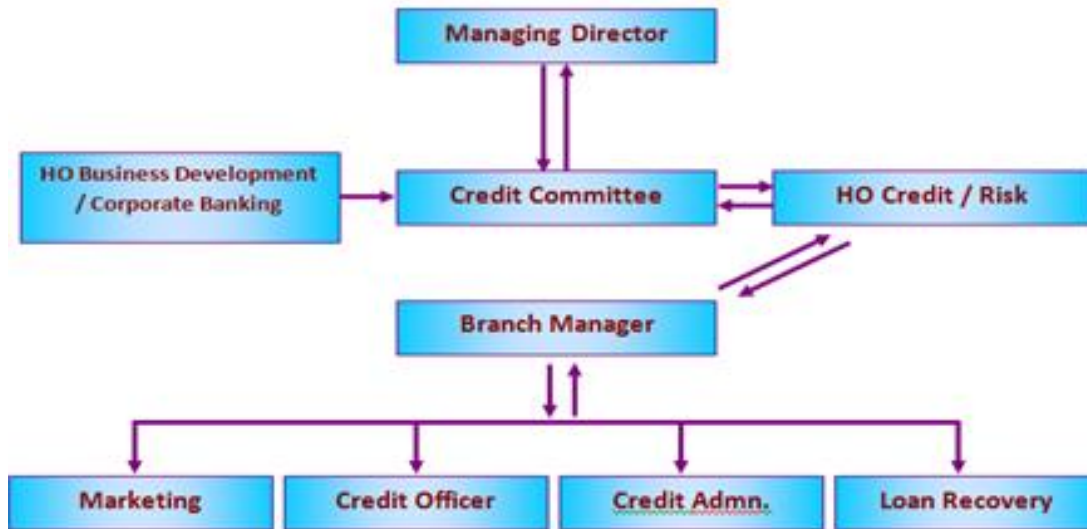 Managing Director
HO Business Development
/ Corporate Banking
Credit Committee
HO Credit / Risk
Branch Manager
Marketing
Credit Officer
Credit Admn.
Loan Recovery